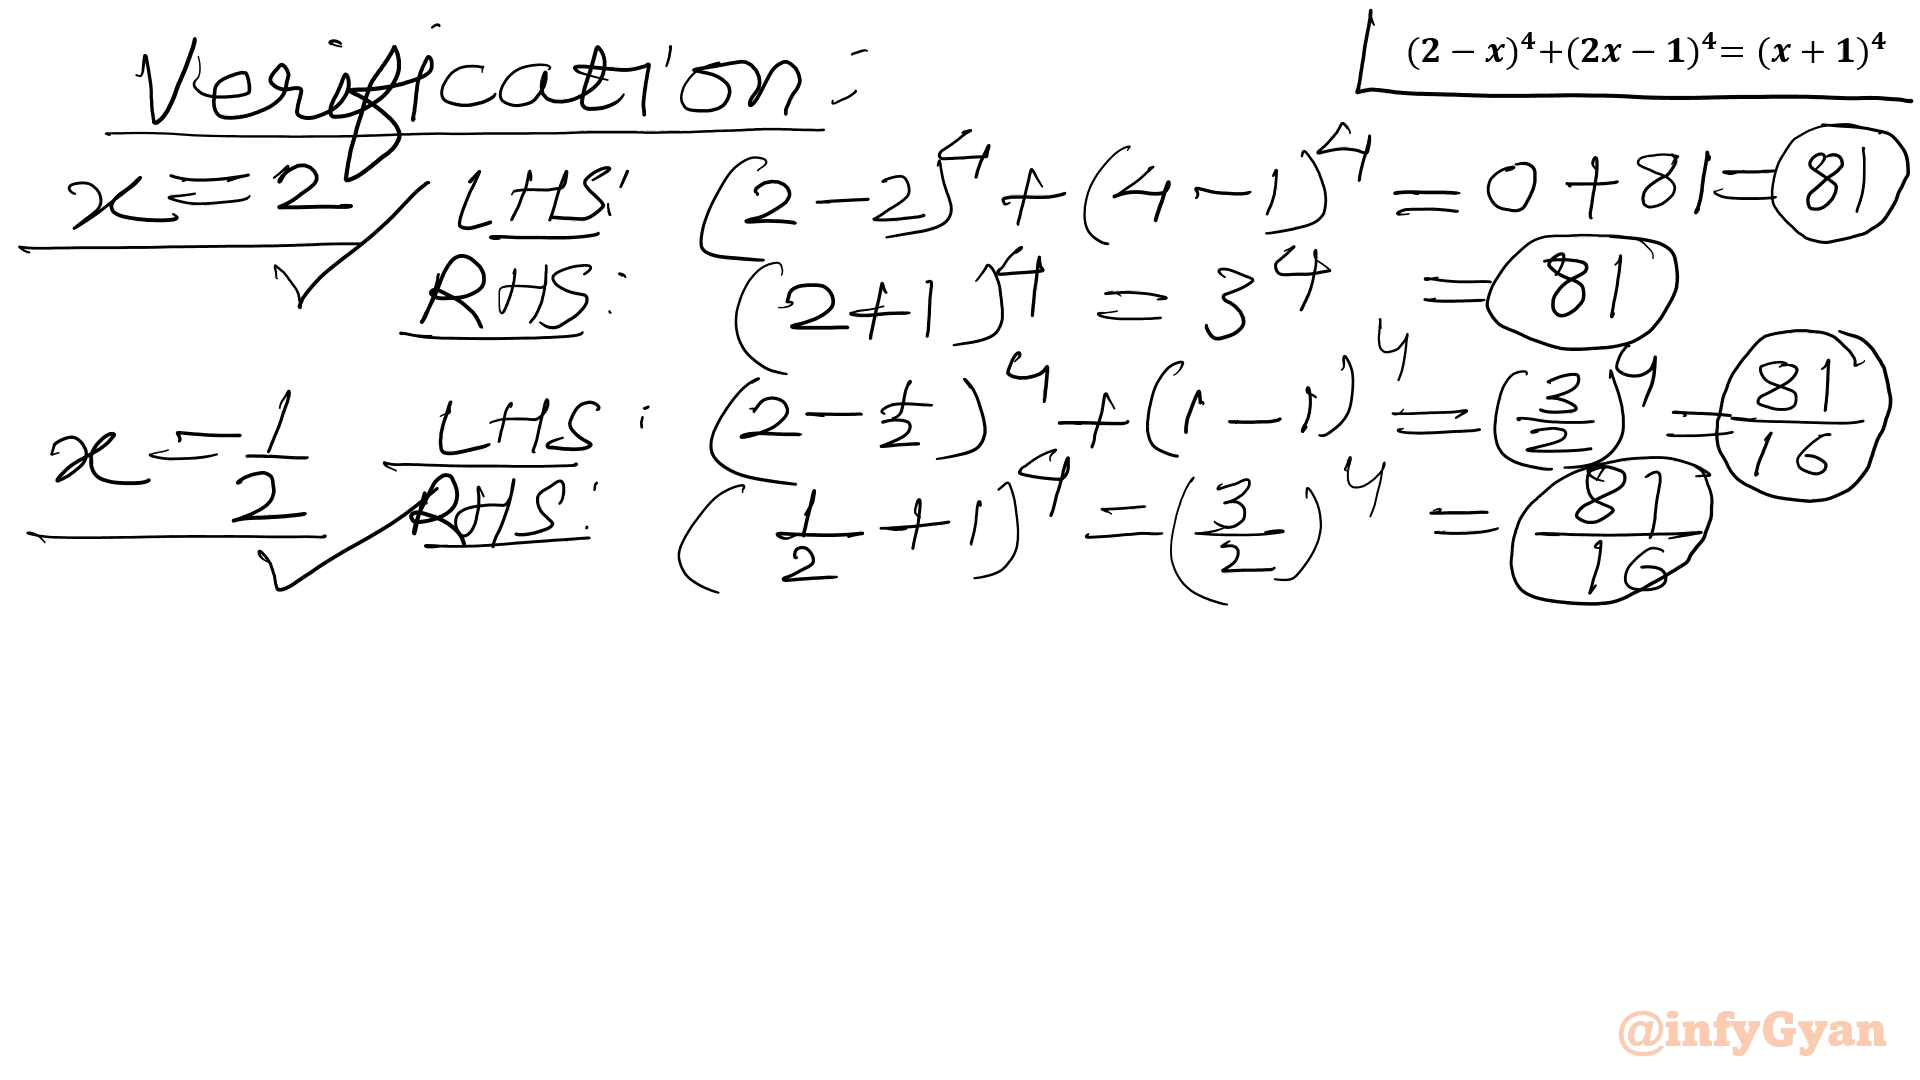 (2 − x)⁴+(2x − 1)⁴= (x + 1)⁴
Verification:
x = 2 LHS: (2 − 2)⁴ + (4 − 1)⁴ = 0 + 81 = 81
RHS: (2 + 1)⁴ = 3⁴ = 81
x = 1/2 LHS: (2 − 1/2)⁴ + (1 − 1)⁴ = (3/2)⁴ = 81/16
RHS: (1/2 + 1)⁴ = (3/2)⁴ = 81/16
@infyGyan